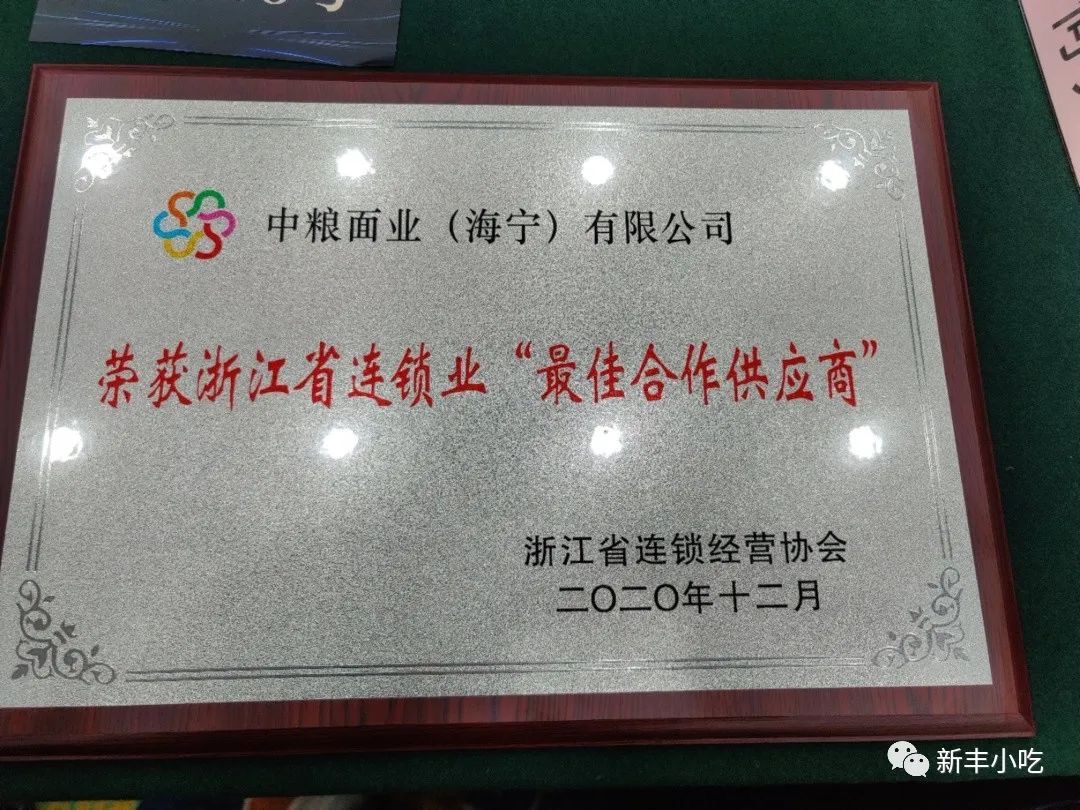 中粮面业（海宁）有限公司
荣获浙江省连锁业“最佳合作供应商”
浙江省连锁经营协会
二〇二〇年十二月
新丰小吃